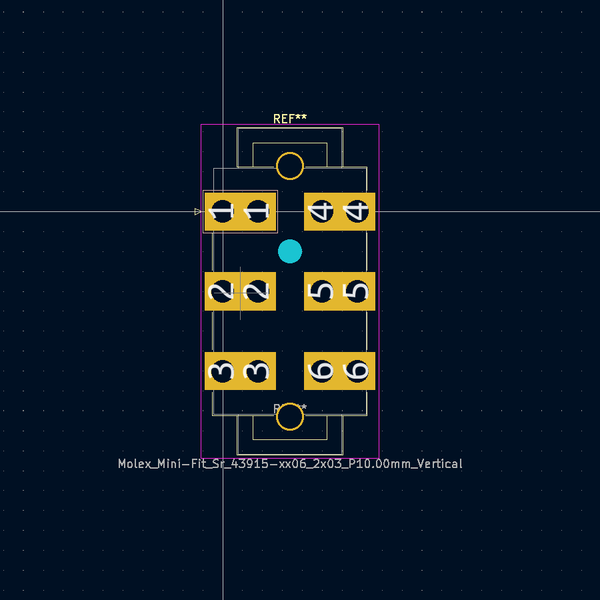 REF**
1 1 4 4
2 2 5 5
3 3 6 6
Molex_Mini-Fit_Sr_43915-xx06_2x03_P10.00mm_Vertical